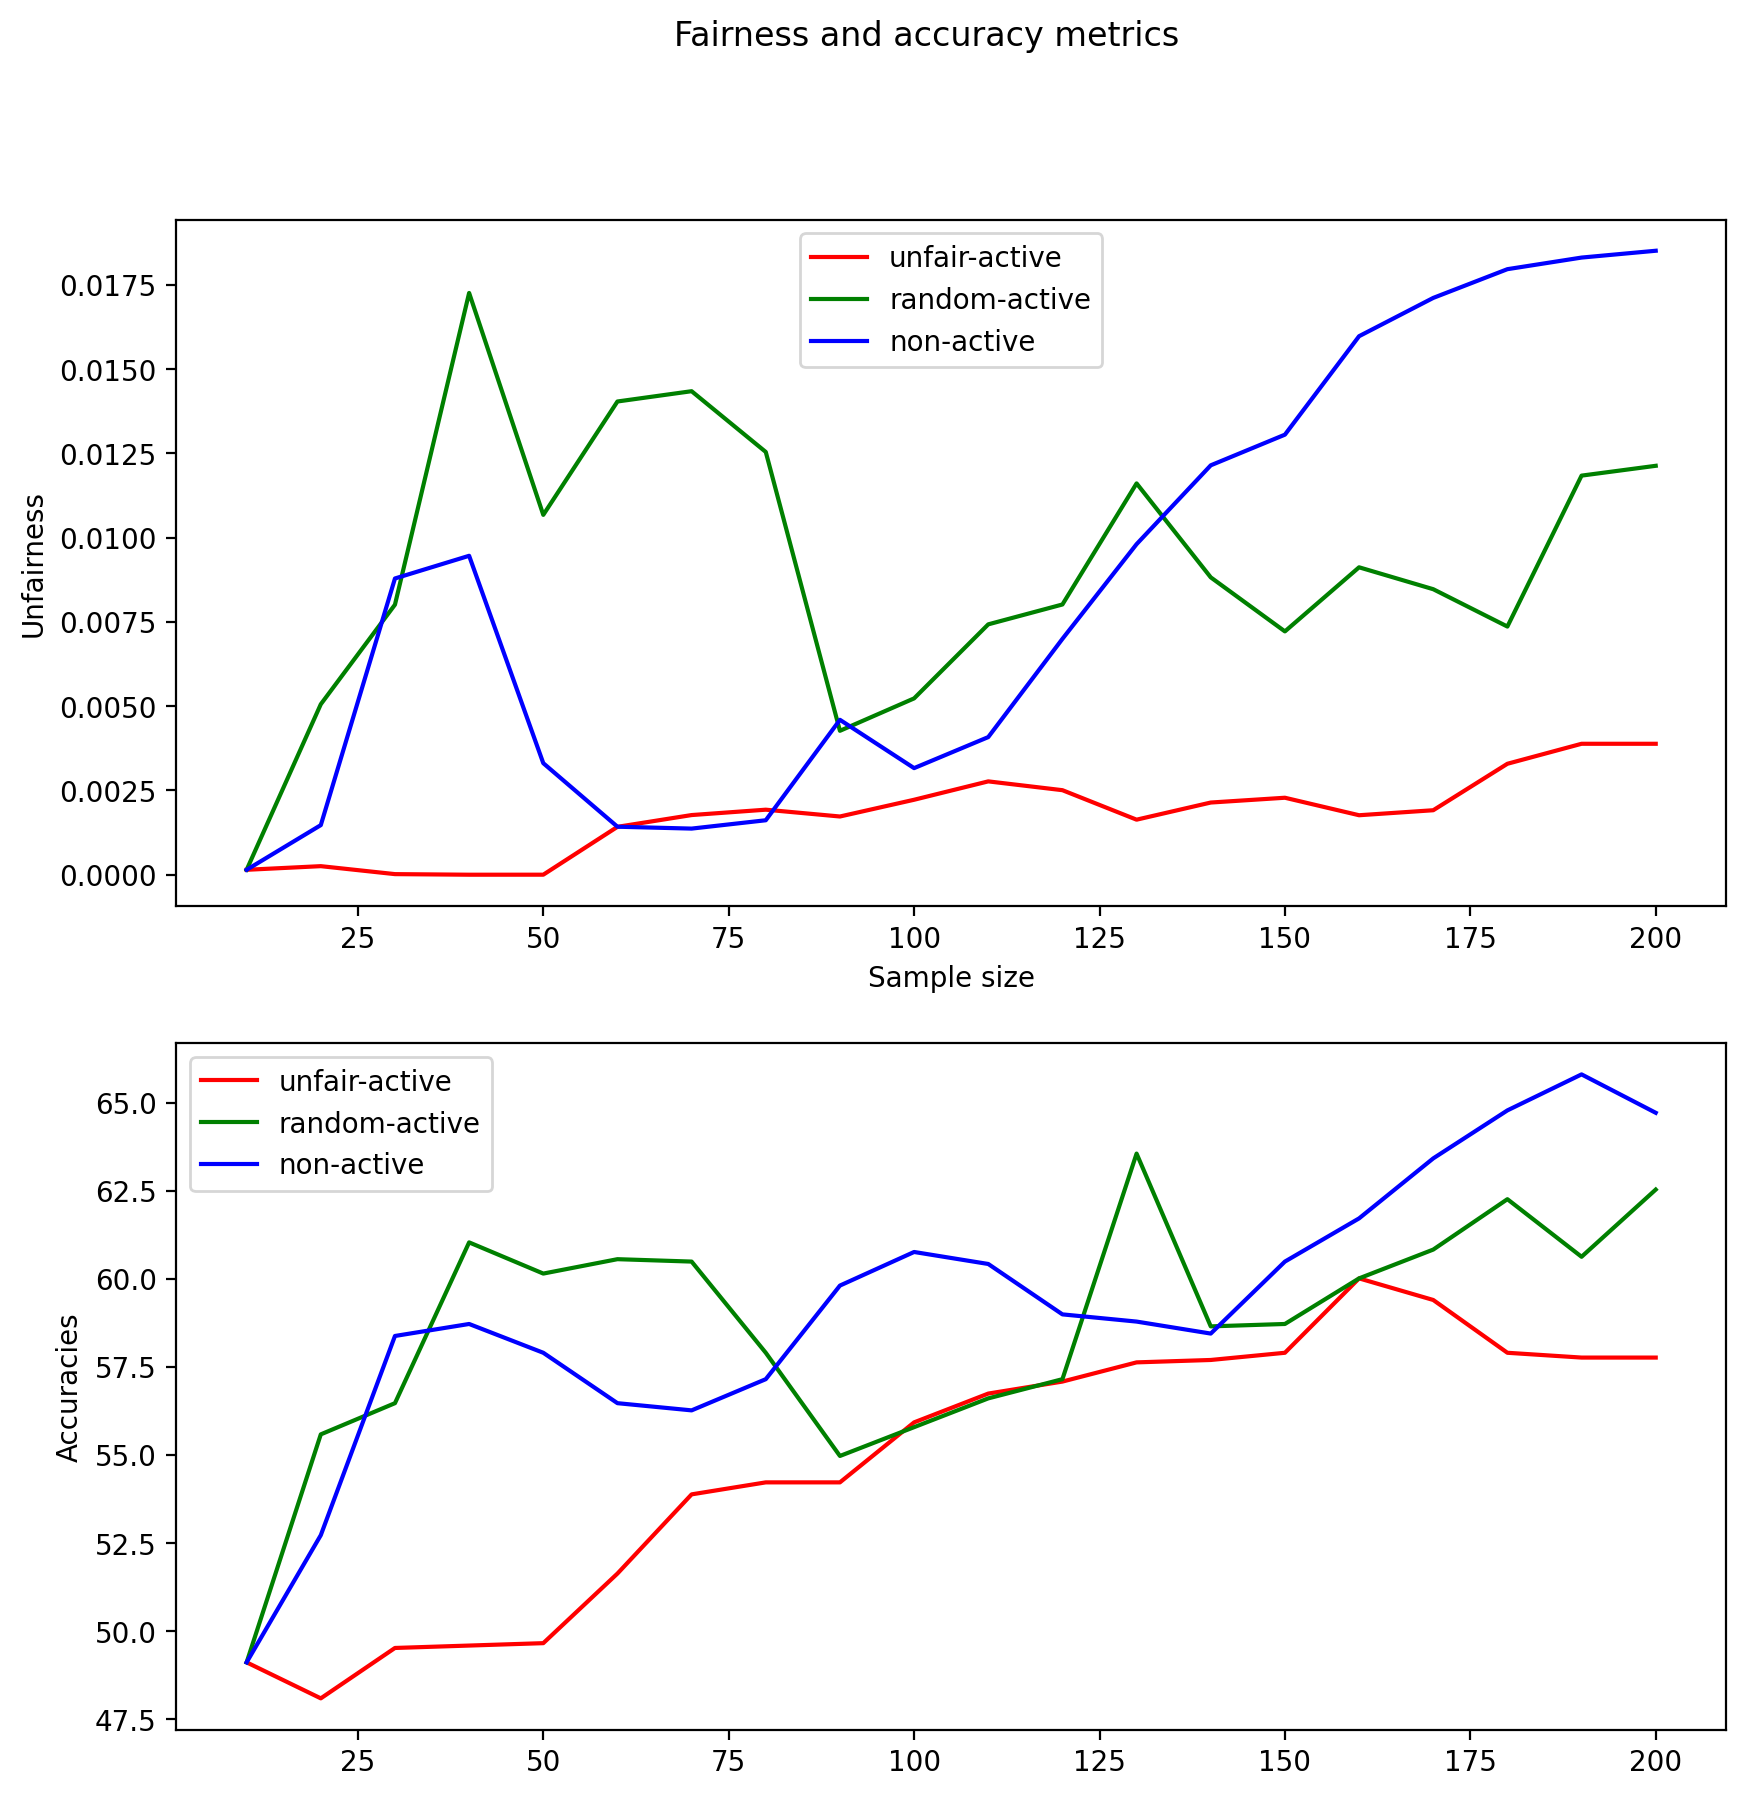 Fairness and accuracy metrics
unfair-active
random-active
non-active
0.0175
0.0150
0.0125
0.0100
0.0075
0.0050
0.0025
0.0000
Unfairness
25 50 75 100 125 150 175 200
Sample size
unfair-active
random-active
non-active
65.0
62.5
60.0
57.5
55.0
52.5
50.0
47.5
Accuracies
25 50 75 100 125 150 175 200